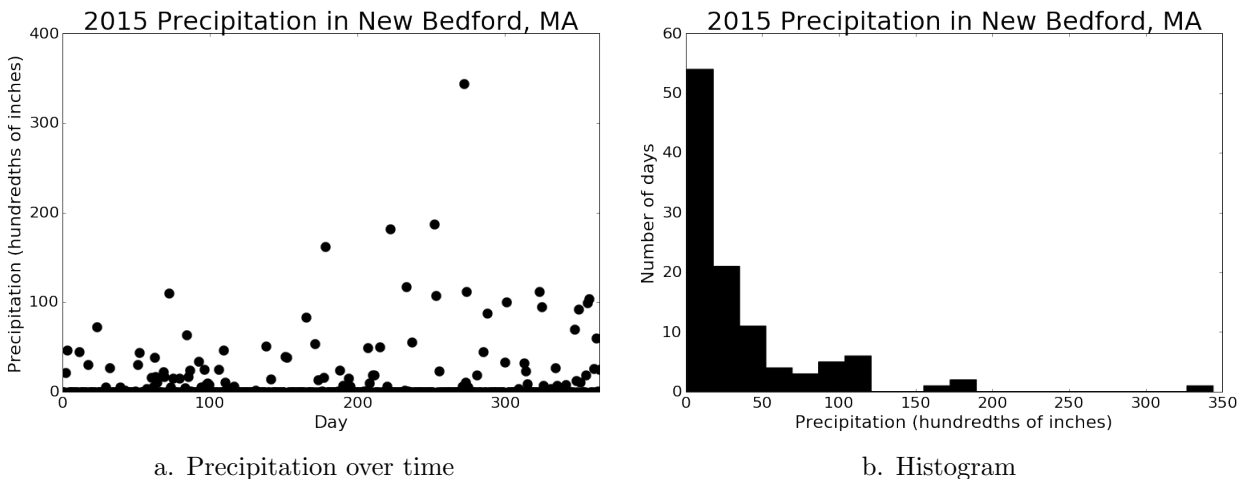 2015 Precipitation in New Bedford, MA
400
300
200
100
0
0 100 200 300
Precipitation (hundredths of inches)
Day
a. Precipitation over time
2015 Precipitation in New Bedford, MA
60
50
40
30
20
10
0
0 50 100 150 200 250 300 350
Number of days
Precipitation (hundredths of inches)
b. Histogram